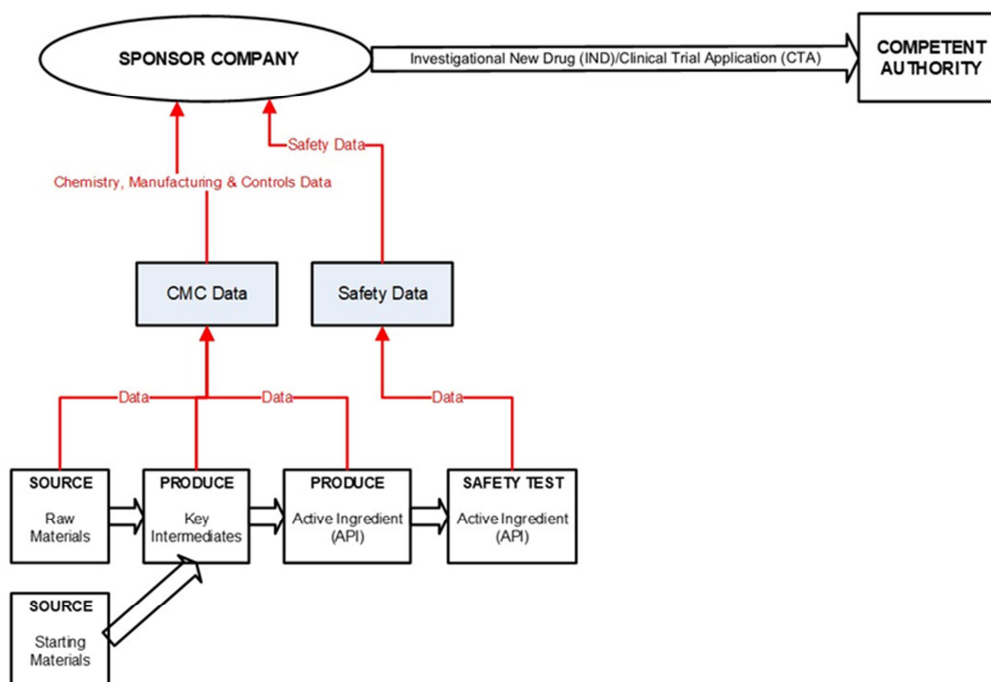 SPONSOR COMPANY
Investigational New Drug (IND)/Clinical Trial Application (CTA)
COMPETENT
AUTHORITY
Safety Data
Chemistry, Manufacturing & Controls Data
CMC Data
Safety Data
Data
Data
Data
SOURCE
Raw
Materials
PRODUCE
Key
Intermediates
PRODUCE
Active Ingredient
(API)
SAFETY TEST
Active Ingredient
(API)
SOURCE
Starting
Materials